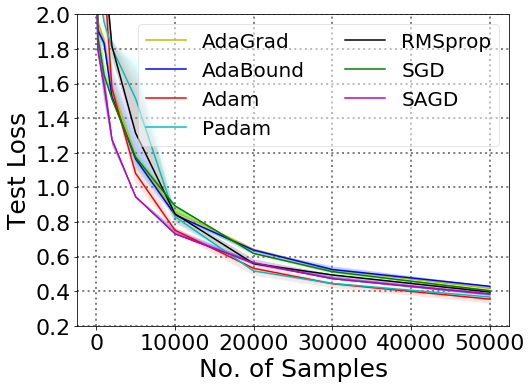 2.0
1.8
1.6
1.4
1.2
1.0
0.8
0.6
0.4
0.2
Test Loss
AdaGrad
AdaBound
Adam
Padam
RMSprop
SGD
SAGD
0 10000 20000 30000 40000 50000
No. of Samples